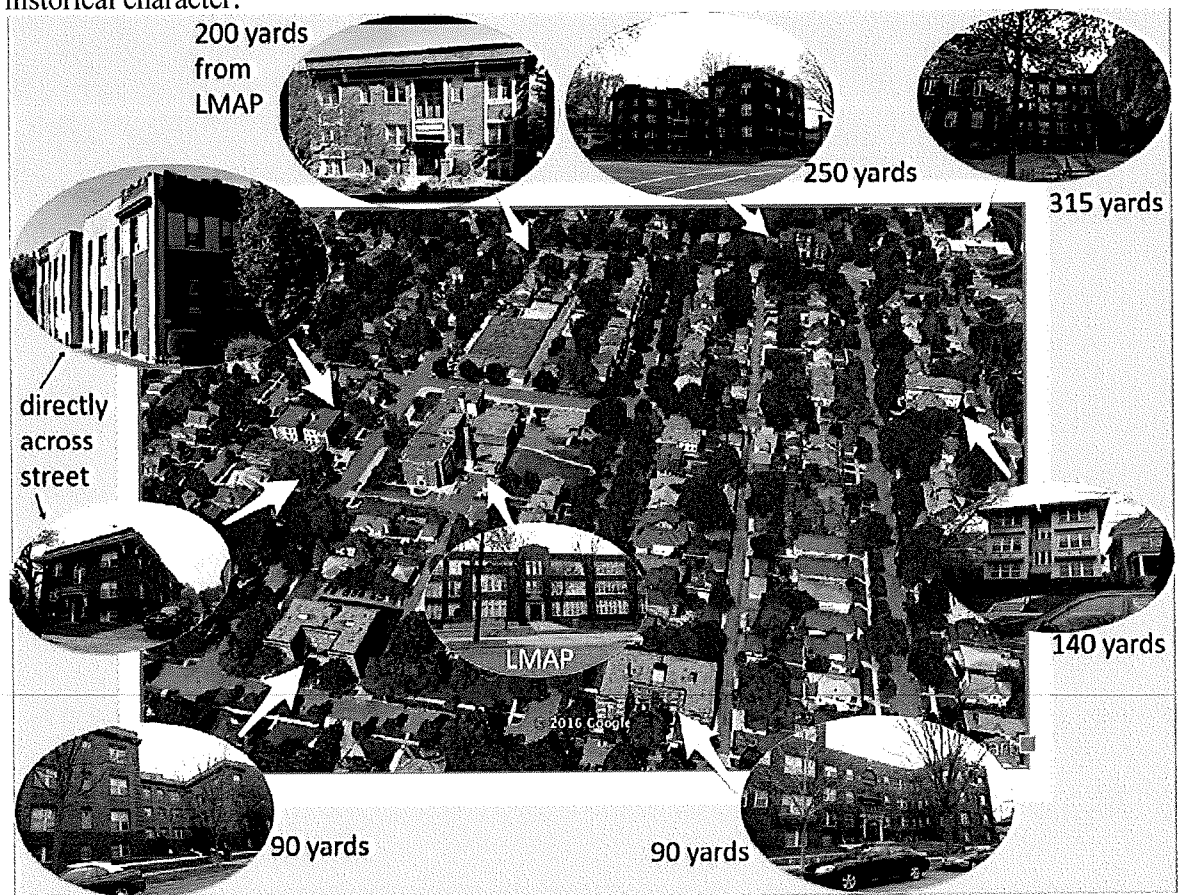 historical character.
200 yards
from
LMAP
250 yards
315 yards
directly
across
street
LMAP
140 yards
© 2016 Google
90 yards
90 yards